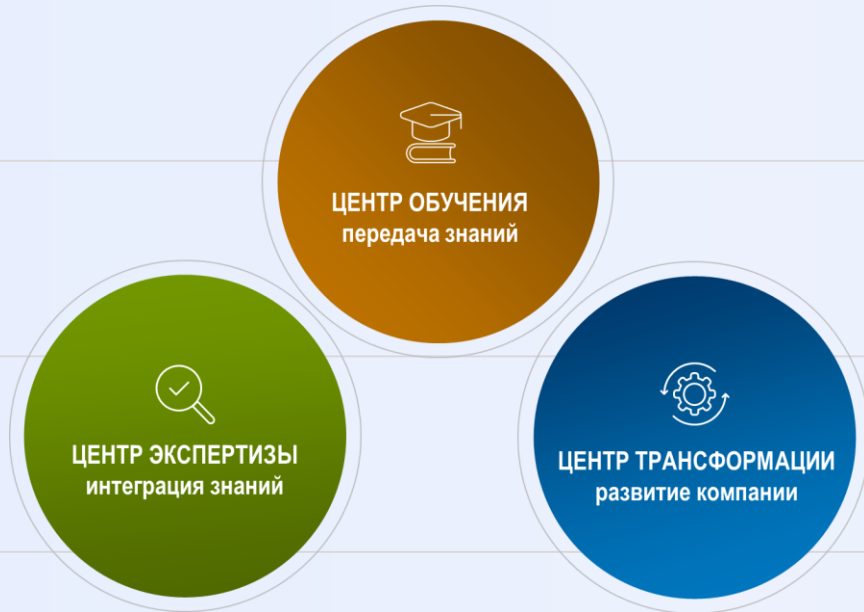 ЦЕНТР ОБУЧЕНИЯ
передача знаний
ЦЕНТР ЭКСПЕРТИЗЫ
интеграция знаний
ЦЕНТР ТРАНСФОРМАЦИИ
развитие компании